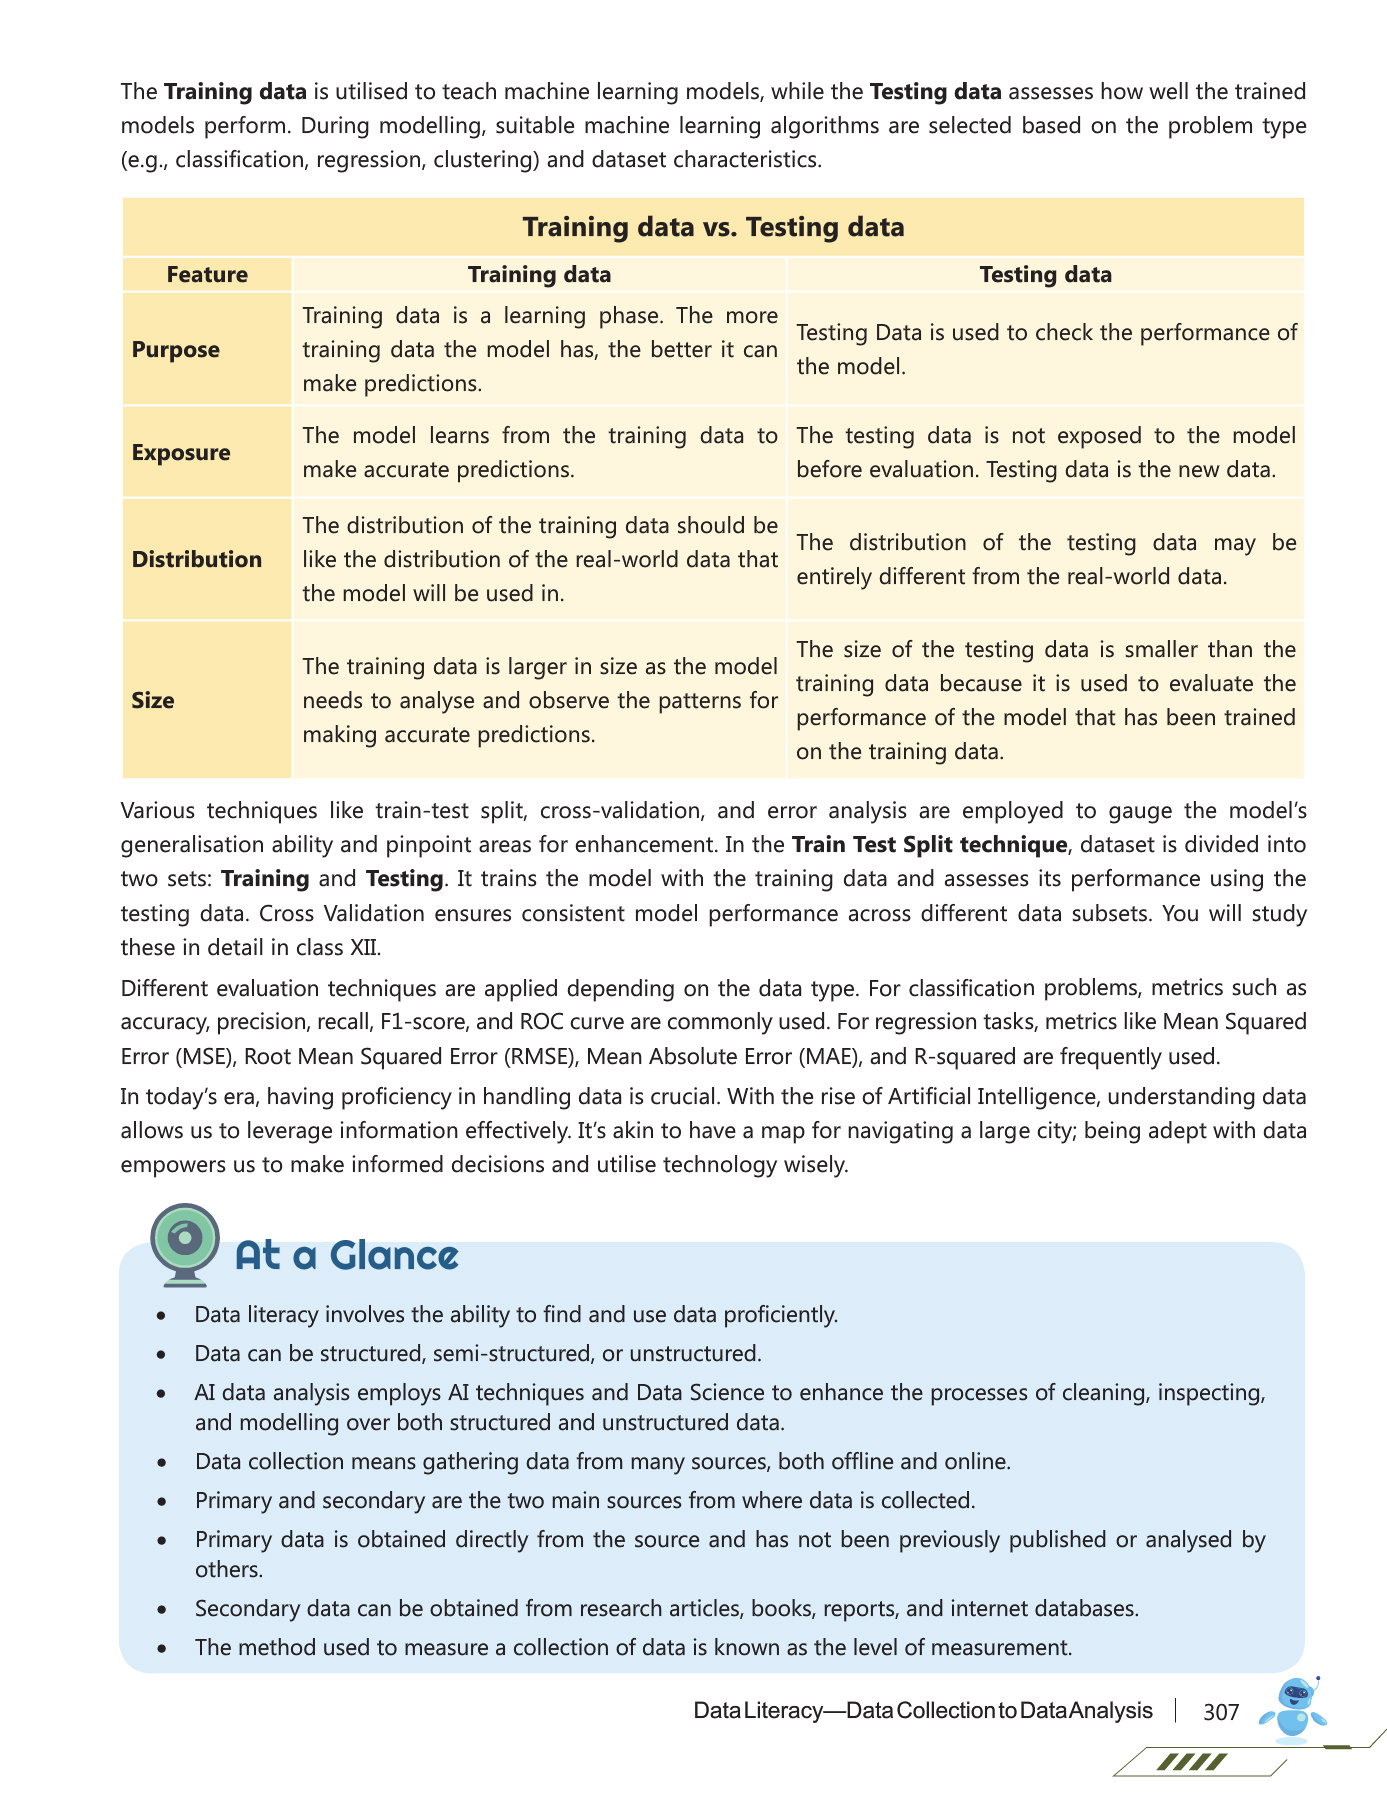 The Training data is utilised to teach machine learning models, while the Testing data assesses how well the trained
models perform. During modelling, suitable machine learning algorithms are selected based on the problem type
(e.g., classification, regression, clustering) and dataset characteristics.
Training data vs. Testing data
Feature
Training data
Testing data
Purpose
Training data is a learning phase. The more
training data the model has, the better it can
make predictions.
Testing Data is used to check the performance of
the model.
Exposure
The model learns from the training data to
make accurate predictions.
The testing data is not exposed to the model
before evaluation. Testing data is the new data.
Distribution
The distribution of the training data should be
like the distribution of the real-world data that
the model will be used in.
The distribution of the testing data may be
entirely different from the real-world data.
Size
The training data is larger in size as the model
needs to analyse and observe the patterns for
making accurate predictions.
The size of the testing data is smaller than the
training data because it is used to evaluate the
performance of the model that has been trained
on the training data.
Various techniques like train-test split, cross-validation, and error analysis are employed to gauge the model's
generalisation ability and pinpoint areas for enhancement. In the Train Test Split technique, dataset is divided into
two sets: Training and Testing. It trains the model with the training data and assesses its performance using the
testing data. Cross Validation ensures consistent model performance across different data subsets. You will study
these in detail in class XII.
Different evaluation techniques are applied depending on the data type. For classification problems, metrics such as
accuracy, precision, recall, F1-score, and ROC curve are commonly used. For regression tasks, metrics like Mean Squared
Error (MSE), Root Mean Squared Error (RMSE), Mean Absolute Error (MAE), and R-squared are frequently used.
In today's era, having proficiency in handling data is crucial. With the rise of Artificial Intelligence, understanding data
allows us to leverage information effectively. It's akin to have a map for navigating a large city; being adept with data
empowers us to make informed decisions and utilise technology wisely.
At a Glance
• Data literacy involves the ability to find and use data proficiently.
• Data can be structured, semi-structured, or unstructured.
• AI data analysis employs AI techniques and Data Science to enhance the processes of cleaning, inspecting,
and modelling over both structured and unstructured data.
• Data collection means gathering data from many sources, both offline and online.
• Primary and secondary are the two main sources from where data is collected.
• Primary data is obtained directly from the source and has not been previously published or analysed by
others.
• Secondary data can be obtained from research articles, books, reports, and internet databases.
• The method used to measure a collection of data is known as the level of measurement.
Data Literacy—Data Collection to Data Analysis 307